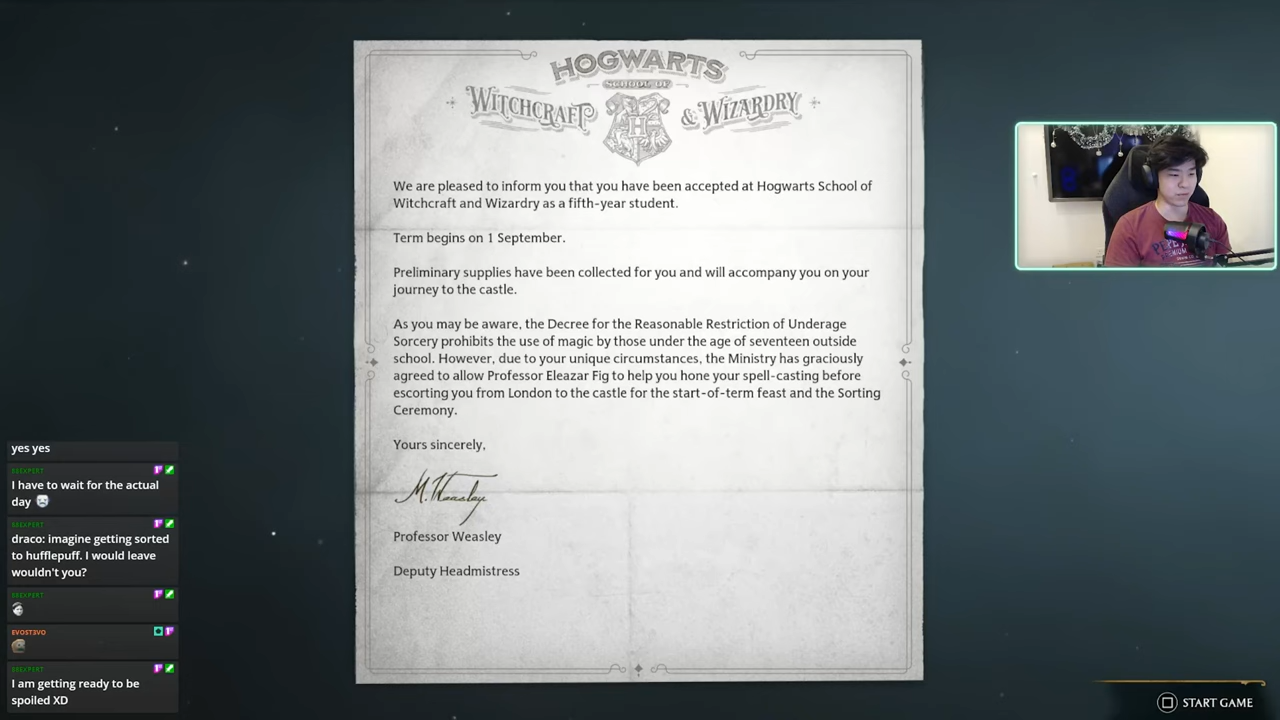 HOGWARTS
SCHOOL OF
WITCHCRAFT & WIZARDRY
H
We are pleased to inform you that you have been accepted at Hogwarts School of
Witchcraft and Wizardry as a fifth-year student.
Term begins on 1 September.
Preliminary supplies have been collected for you and will accompany you on your
journey to the castle.
As you may be aware, the Decree for the Reasonable Restriction of Underage
Sorcery prohibits the use of magic by those under the age of seventeen outside
school. However, due to your unique circumstances, the Ministry has graciously
agreed to allow Professor Eleazar Fig to help you hone your spell-casting before
escorting you from London to the castle for the start-of-term feast and the Sorting
Ceremony.
Yours sincerely,
M. Weasley
Professor Weasley
Deputy Headmistress
yes yes
I have to wait for the actual
day
draco: imagine getting sorted
to hufflepuff. I would leave
wouldn't you?
EVOST3VO
I am getting ready to be
spoiled XD
START GAME